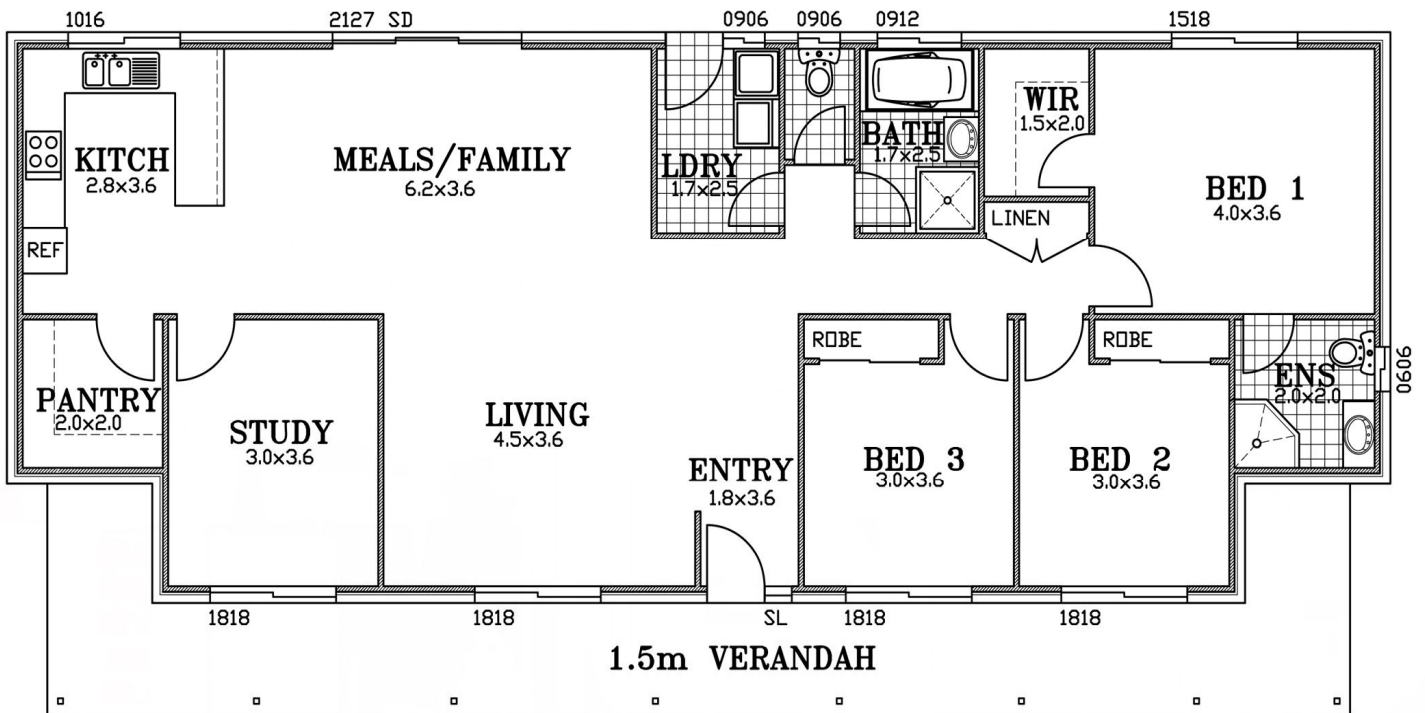 1016
2127 SD
0906
0906
0912
1518
KITCH
2.8x3.6
MEALS/FAMILY
6.2x3.6
LDRY
1.7x2.5
BATH
1.7x2.5
WIR
1.5x2.0
BED 1
4.0x3.6
LINEN
REF
ROBE
ROBE
0606
PANTRY
2.0x2.0
STUDY
3.0x3.6
LIVING
4.5x3.6
ENTRY
1.8x3.6
BED 3
3.0x3.6
BED 2
3.0x3.6
ENS
2.0x2.0
1818
1818
SL
1818
1818
1.5m VERANDAH